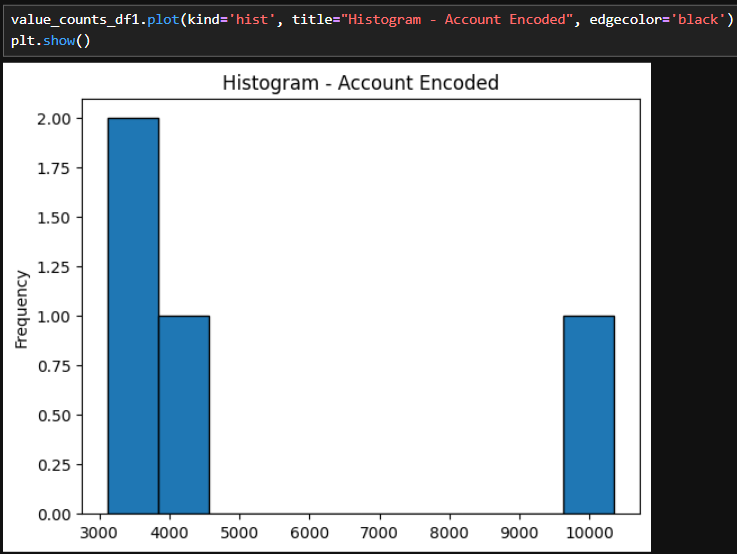 value_counts_df1.plot(kind='hist', title="Histogram - Account Encoded", edgecolor='black')
plt.show()
Histogram - Account Encoded
2.00
1.75
1.50
1.25
1.00
0.75
0.50
0.25
0.00
Frequency
3000 4000 5000 6000 7000 8000 9000 10000